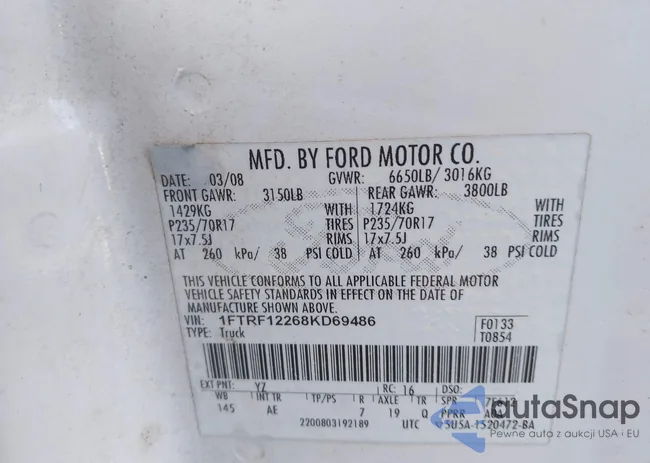 MFD. BY FORD MOTOR CO.
DATE: 03/08 GVWR: 6650LB/ 3016KG
FRONT GAWR: 3150LB REAR GAWR: 3800LB
1429KG WITH 1724KG WITH
P235/70R17 TIRES P235/70R17 TIRES
17x7.5J RIMS 17x7.5J RIMS
AT 260 kPa/ 38 PSI COLD AT 260 kPa/ 38 PSI COLD
THIS VEHICLE CONFORMS TO ALL APPLICABLE FEDERAL MOTOR
VEHICLE SAFETY STANDARDS IN EFFECT ON THE DATE OF
MANUFACTURE SHOWN ABOVE.
VIN: 1FTRF12268KD69486 F0133
TYPE: Truck T0854
EXT PNT: YZ RC: 16 DSO:
WB INT TR TP/PS R AXLE TR SPR
145 AE 7 19 Q PPRR
2200803192189 UTC 5U5A-1520472-BA
autoSnap
Pewne auto z aukcji USA i EU